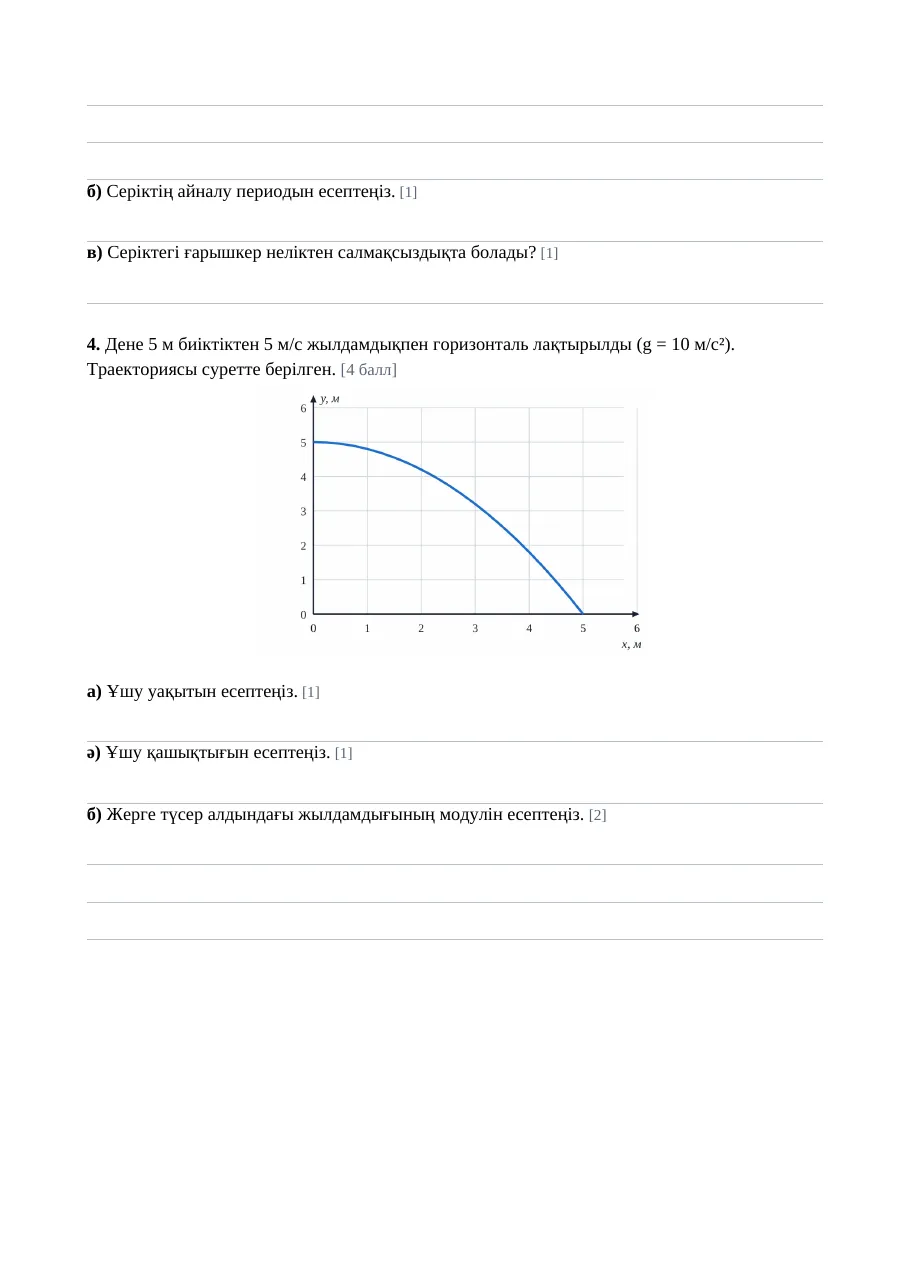 б) Серіктің айналу периодын есептеңіз. [1]
в) Серіктегі ғарышкер неліктен салмақсыздықта болады? [1]
4. Дене 5 м биіктіктен 5 м/с жылдамдықпен горизонталь лақтырылды (g = 10 м/с²).
Траекториясы суретте берілген. [4 балл]
y, м
6
5
4
3
2
1
0
0 1 2 3 4 5 6
x, м
а) Ұшу уақытын есептеңіз. [1]
ә) Ұшу қашықтығын есептеңіз. [1]
б) Жерге түсер алдындағы жылдамдығының модулін есептеңіз. [2]